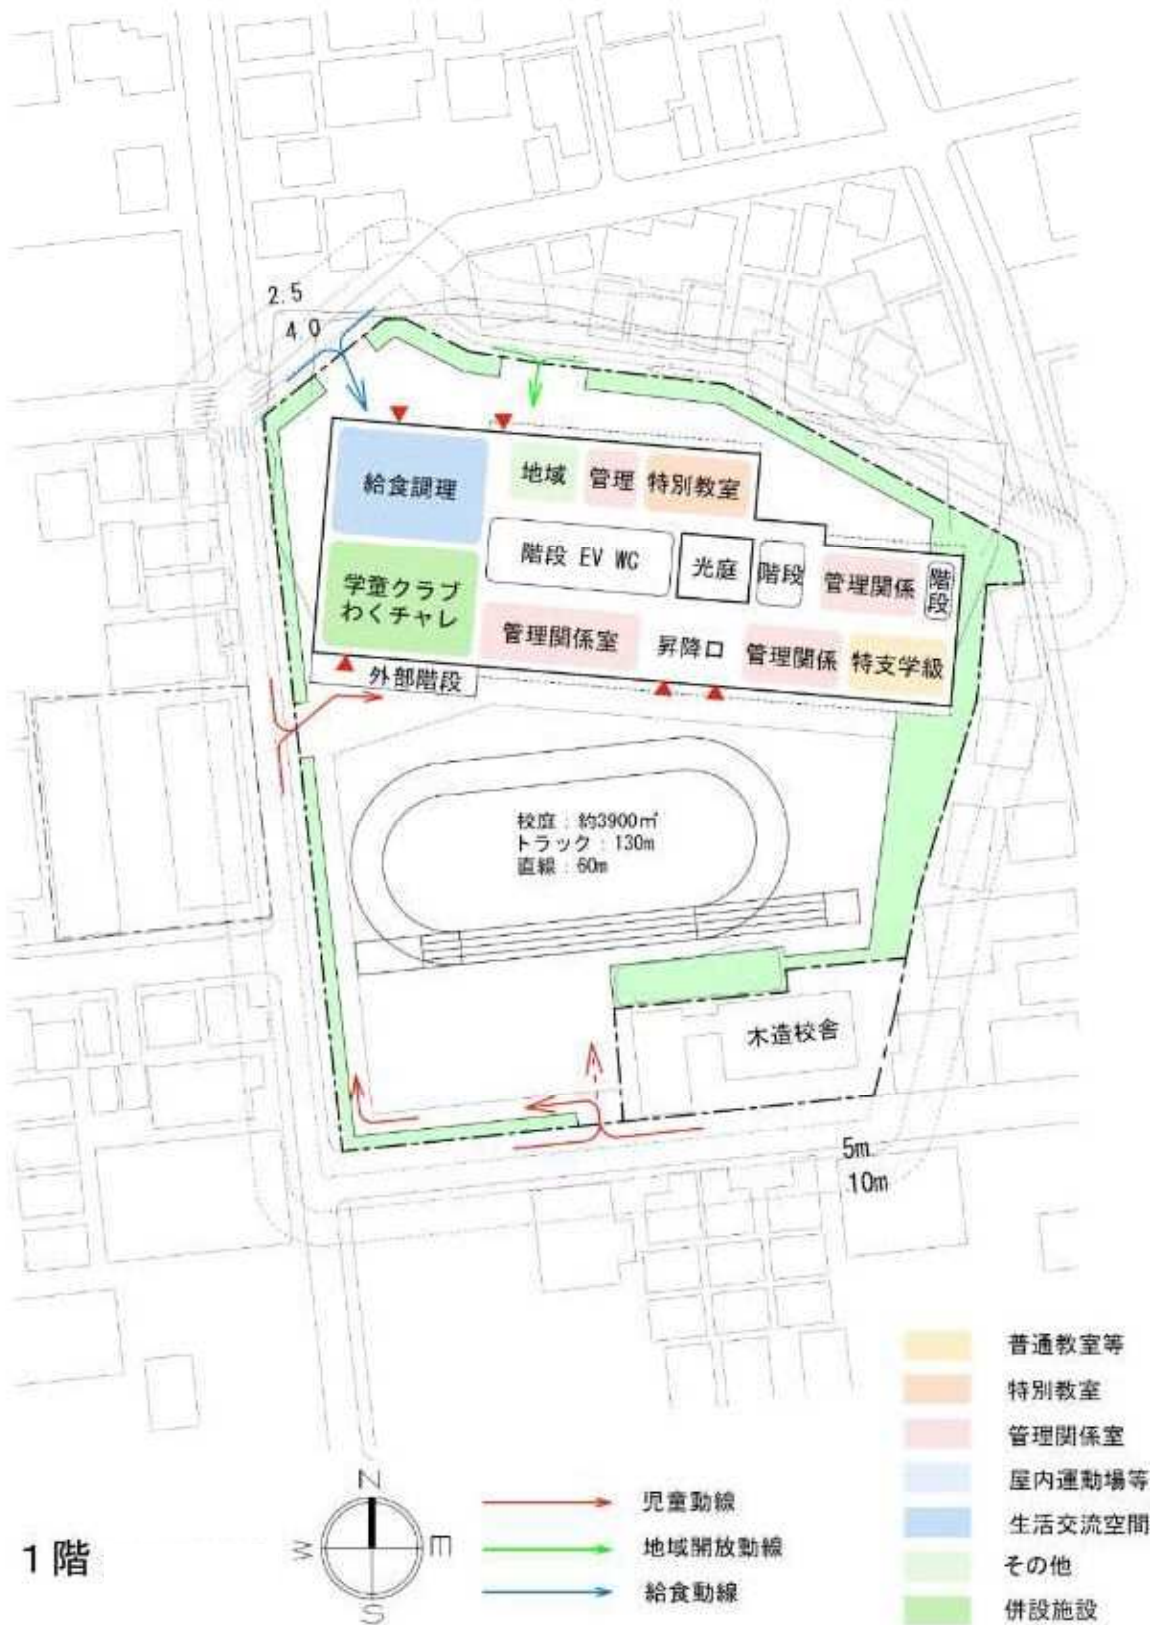 2.5
4.0
給食調理
地域
管理
特別教室
階段 EV WC
光庭
階段
管理関係
階段
学童クラブ
わくチャレ
管理関係室
昇降口
管理関係
特支学級
外部階段
校庭：約3900㎡
トラック：130m
直線：60m
木造校舎
5m
10m
普通教室等
特別教室
管理関係室
屋内運動場等
生活交流空間
その他
併設施設
N
W
E
S
児童動線
地域開放動線
給食動線
1階